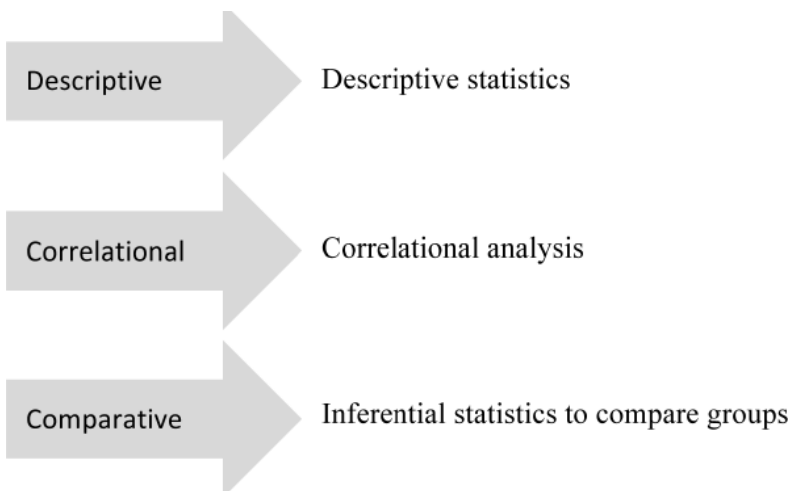 Descriptive
Descriptive statistics
Correlational
Correlational analysis
Comparative
Inferential statistics to compare groups